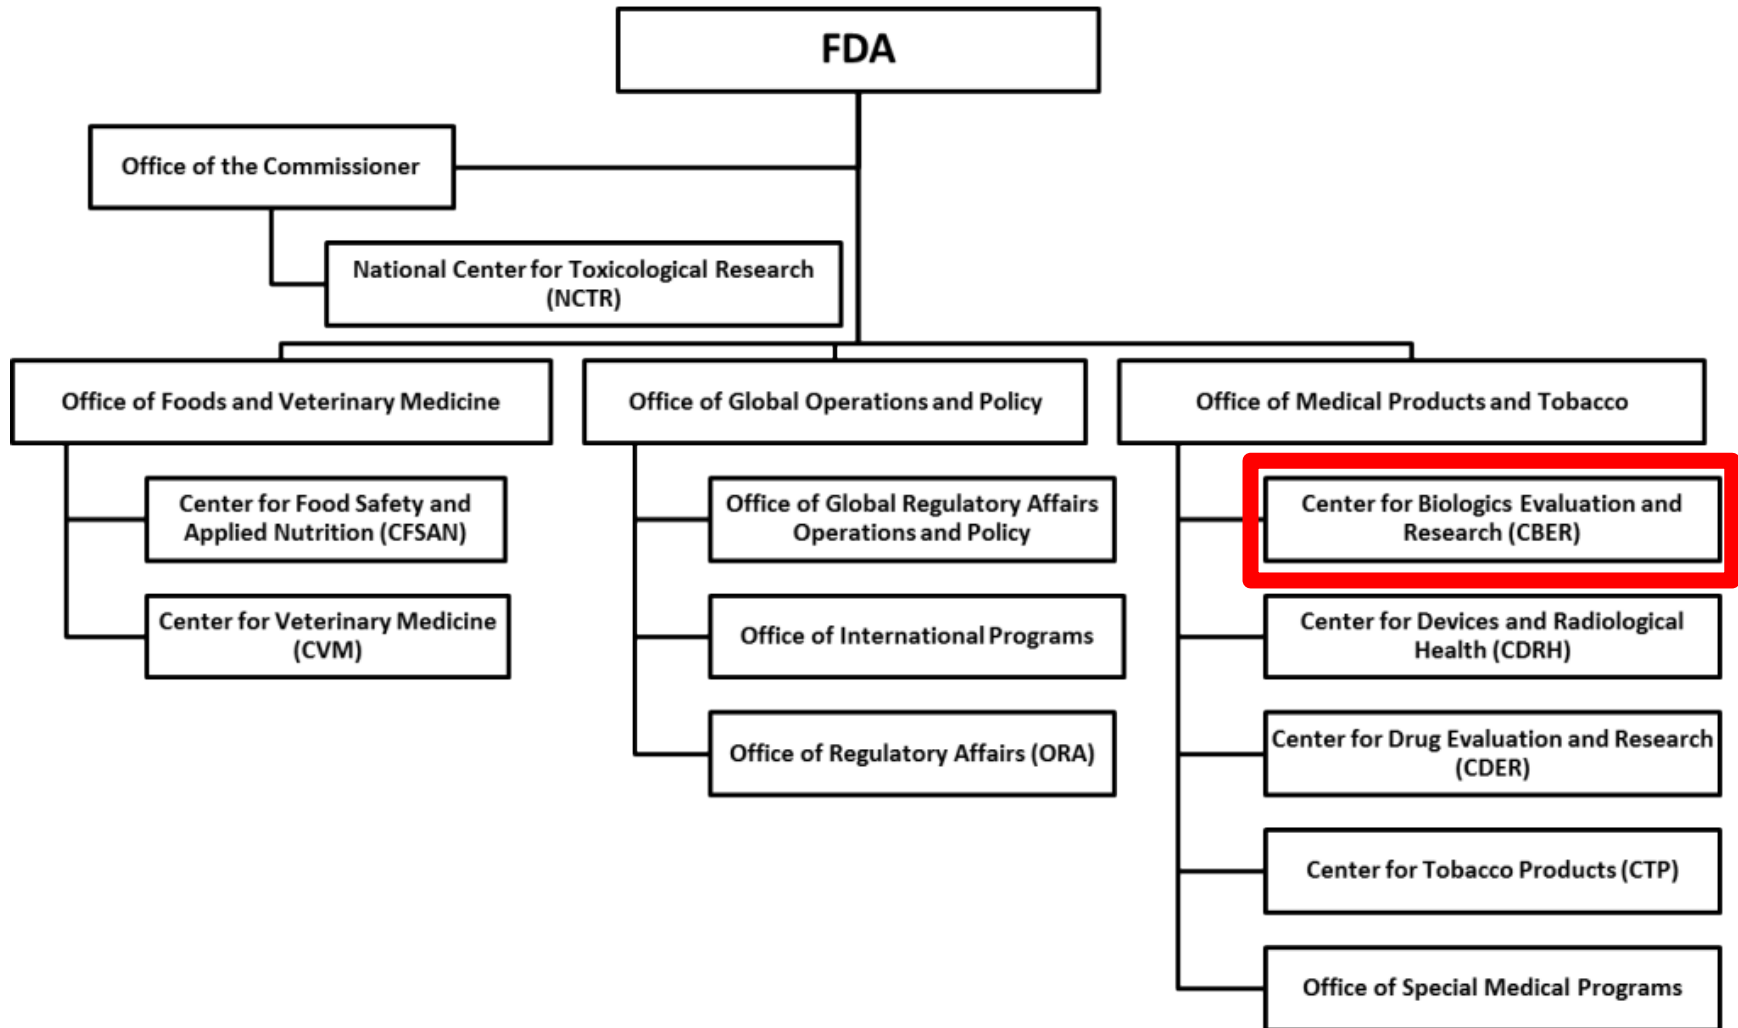 FDA
Office of the Commissioner
National Center for Toxicological Research
(NCTR)
Office of Foods and Veterinary Medicine
Office of Global Operations and Policy
Office of Medical Products and Tobacco
Center for Food Safety and
Applied Nutrition (CFSAN)
Center for Veterinary Medicine
(CVM)
Office of Global Regulatory Affairs
Operations and Policy
Office of International Programs
Office of Regulatory Affairs (ORA)
Center for Biologics Evaluation and
Research (CBER)
Center for Devices and Radiological
Health (CDRH)
Center for Drug Evaluation and Research
(CDER)
Center for Tobacco Products (CTP)
Office of Special Medical Programs